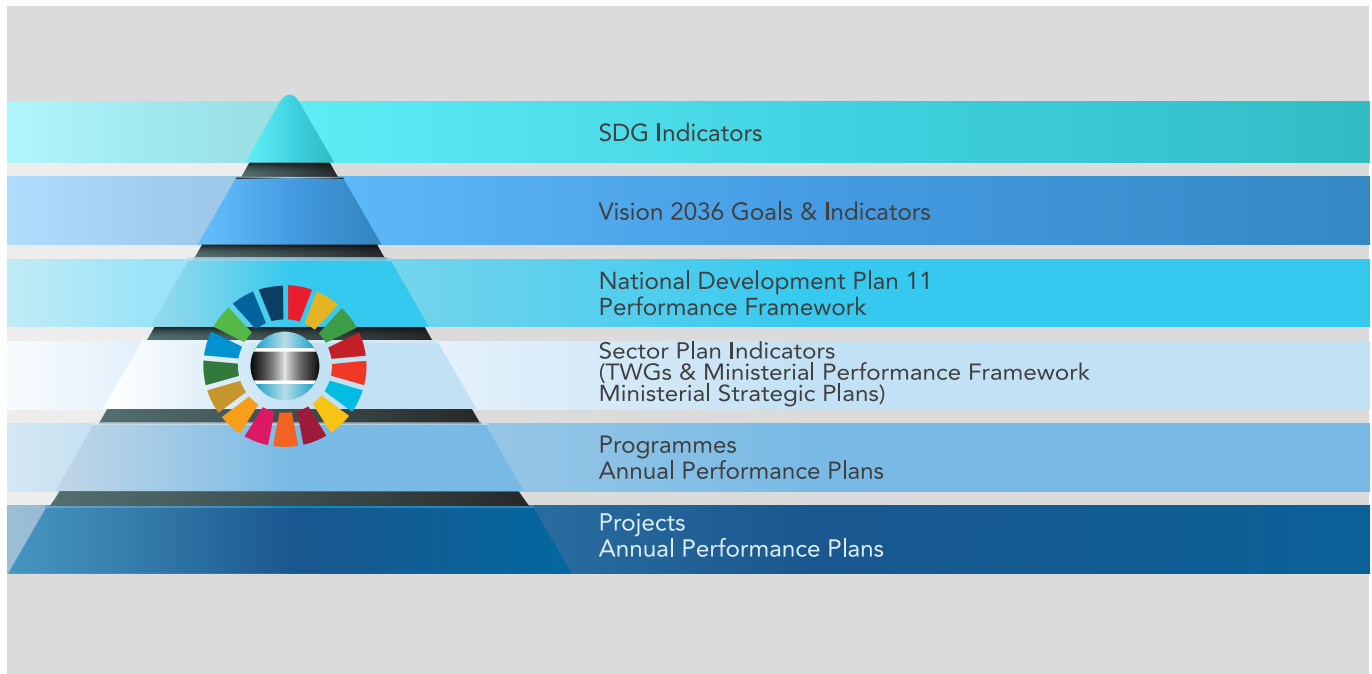 SDG Indicators
Vision 2036 Goals & Indicators
National Development Plan 11
Performance Framework
Sector Plan Indicators
(TWGs & Ministerial Performance Framework
Ministerial Strategic Plans)
Programmes
Annual Performance Plans
Projects
Annual Performance Plans